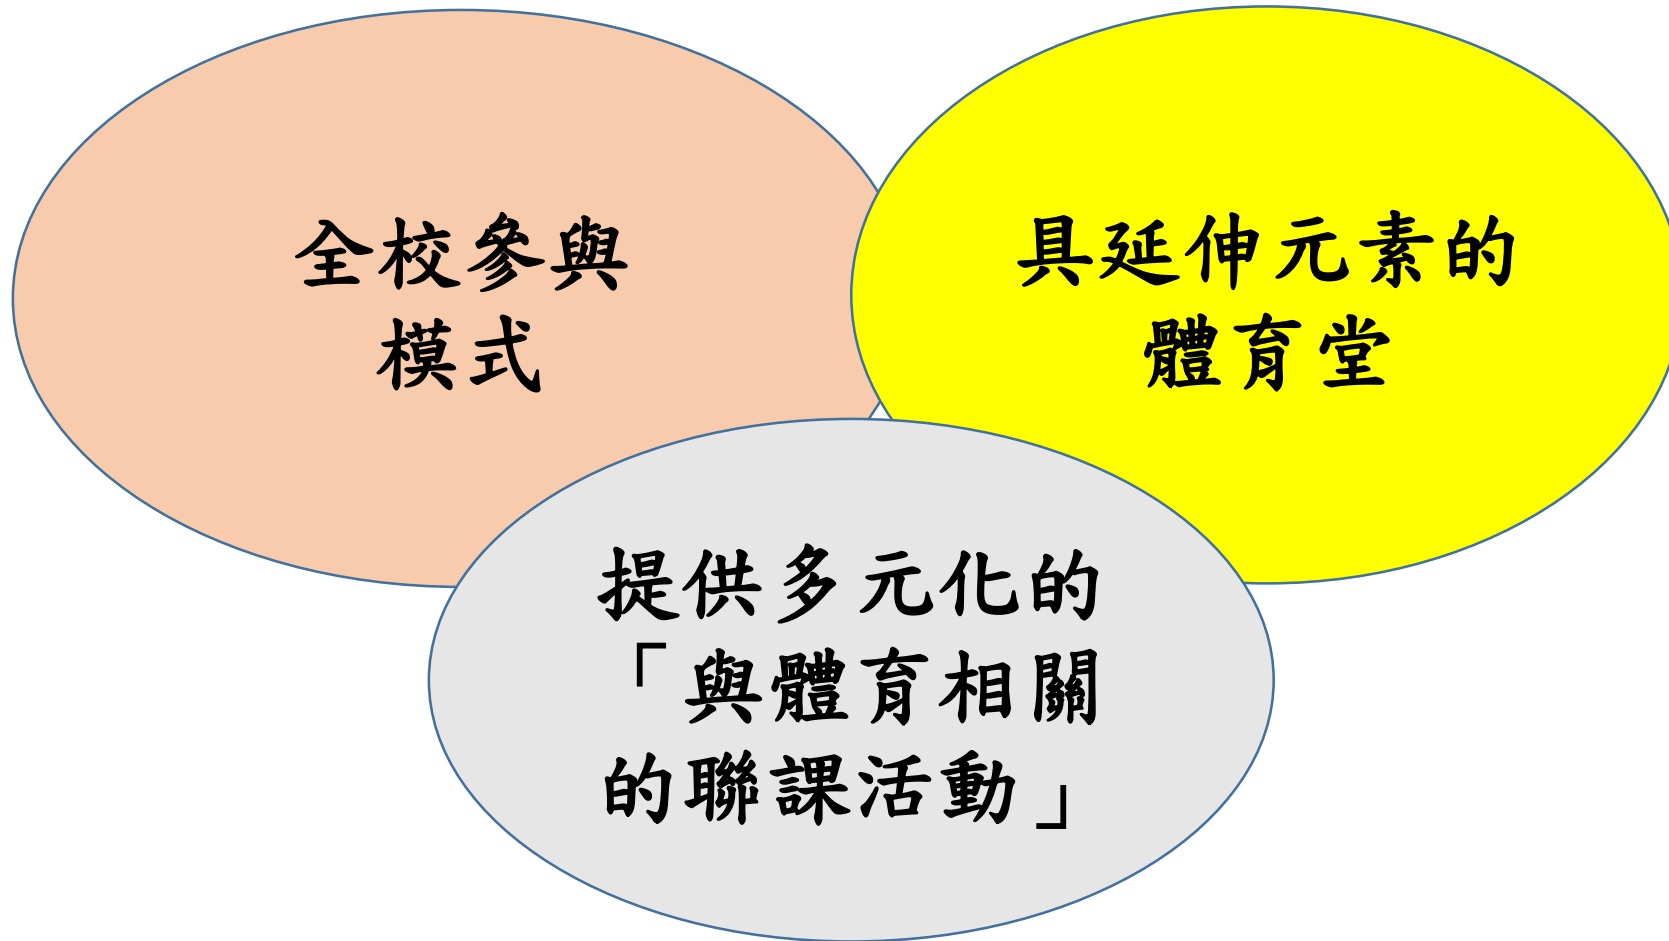 全校參與
模式
具延伸元素的
體育堂
提供多元化的
「與體育相關
的聯課活動」